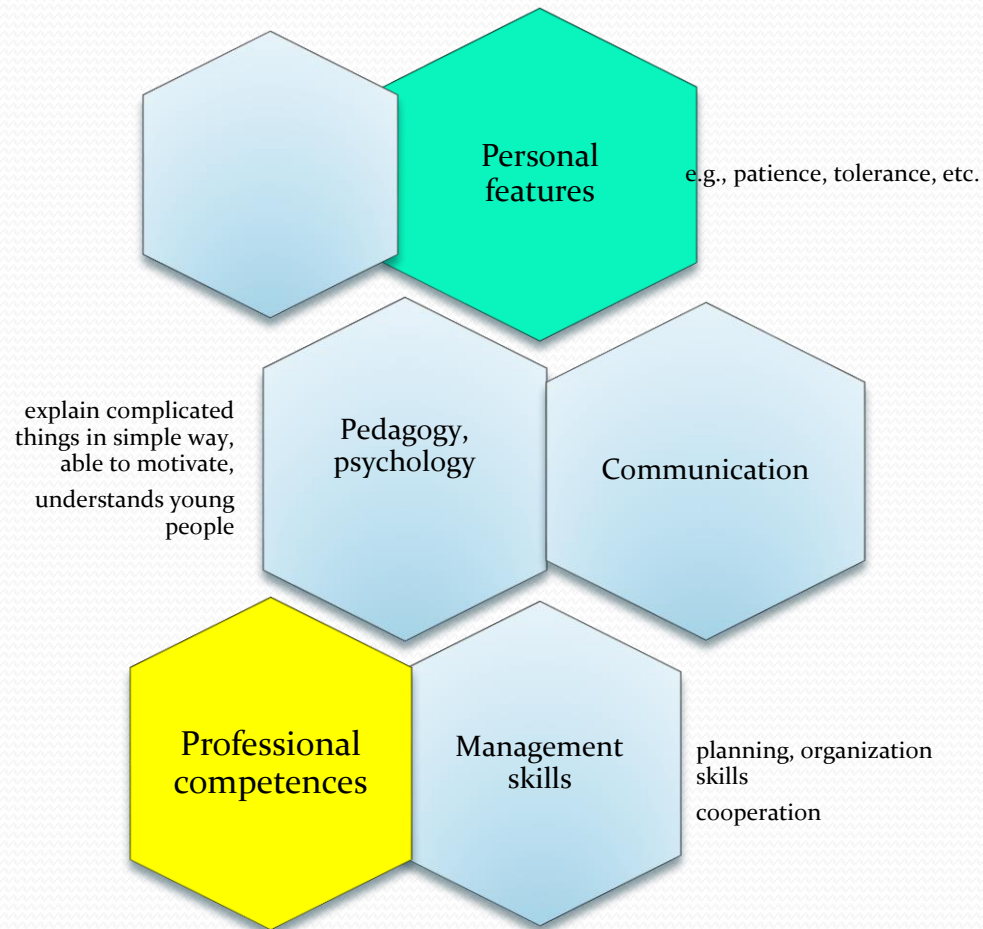 Personal
features
e.g., patience, tolerance, etc.
explain complicated
things in simple way,
able to motivate,
understands young
people
Pedagogy,
psychology
Communication
Professional
competences
Management
skills
planning, organization
skills
cooperation